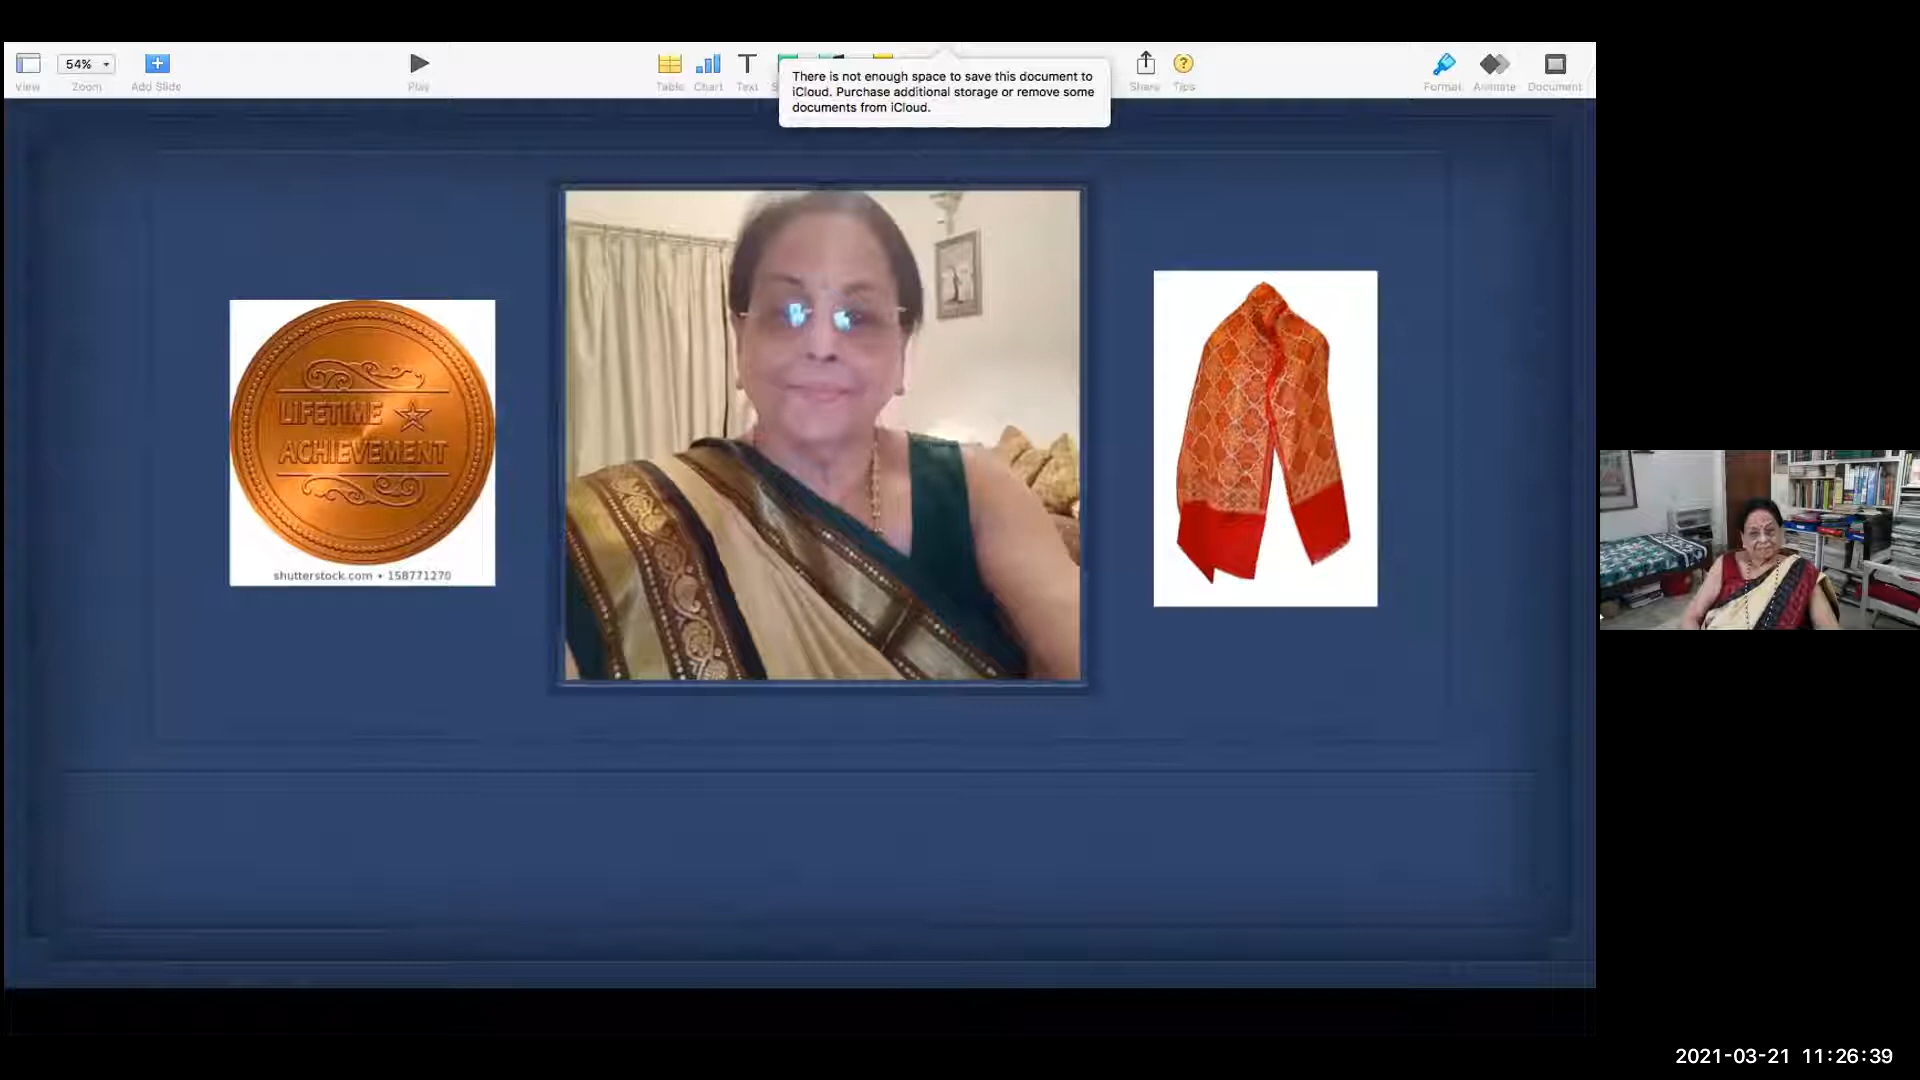 54%
View
Zoom
Add Slide
Play
Table
Chart
Text
There is not enough space to save this document to
iCloud. Purchase additional storage or remove some
documents from iCloud.
Share
Tips
Format
Animate
Document
LIFETIME
ACHIEVEMENT
shutterstock.com • 158771270
2021-03-21 11:26:39